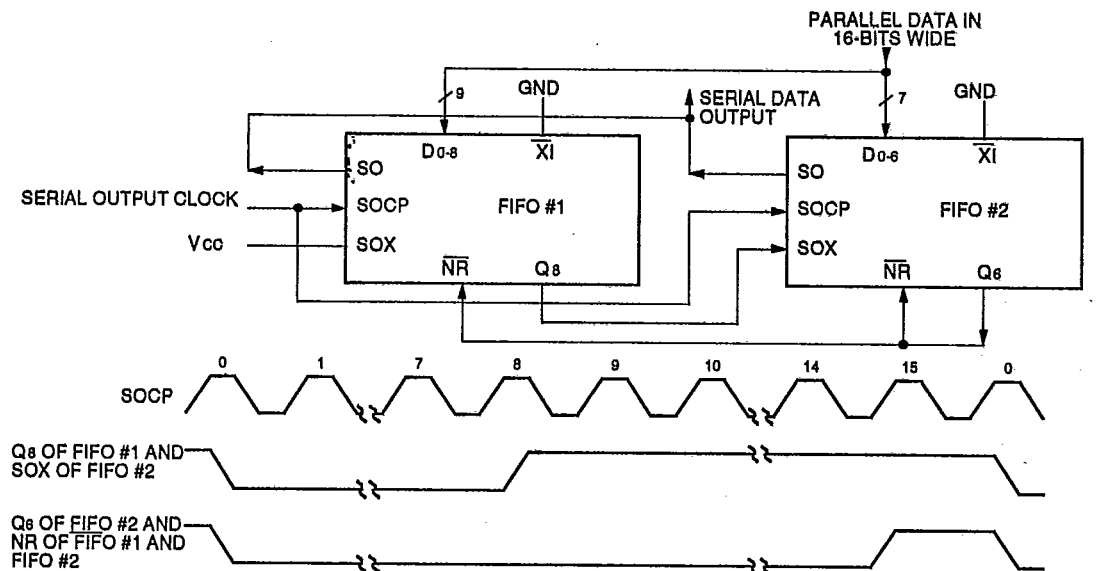 PARALLEL DATA IN
16-BITS WIDE
9
GND
SERIAL DATA
OUTPUT
7
GND
D0-8
XI
D0-6
XI
SO
SO
SERIAL OUTPUT CLOCK
SOCP
FIFO #1
SOCP
FIFO #2
Vcc
SOX
SOX
NR
Q8
NR
Q6
0
1
7
8
9
10
14
15
0
SOCP
Q8 OF FIFO #1 AND
SOX OF FIFO #2
Q6 OF FIFO #2 AND
NR OF FIFO #1 AND
FIFO #2